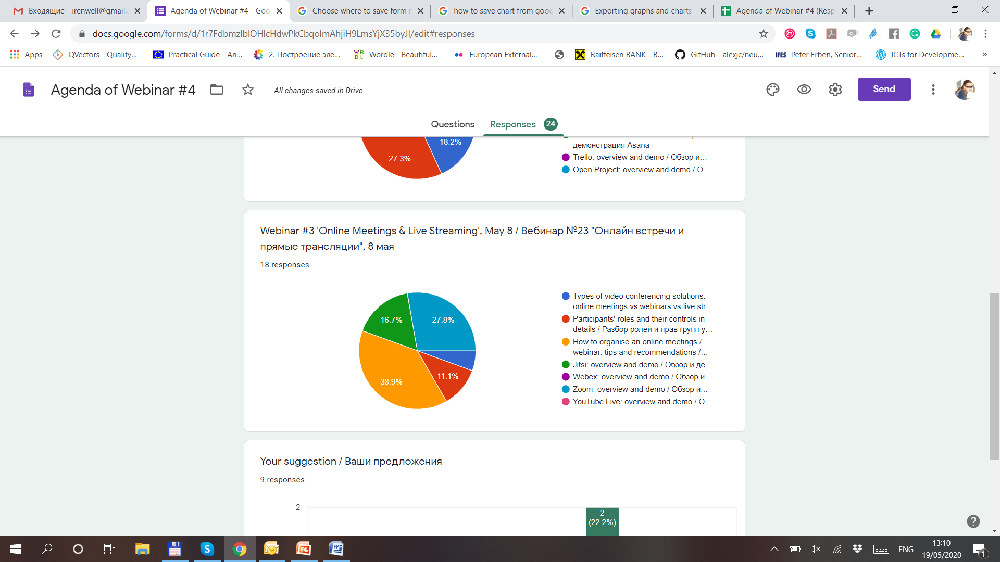 Входящие - irenwell@gmail.c
Agenda of Webinar #4 - Goo
Choose where to save form r
how to save chart from goog
Exporting graphs and charts
Agenda of Webinar #4 (Resp
docs.google.com/forms/d/1r7FdbmzlblOHlcHdwPkCbqolmAhjiH9LmsYjX35byJI/edit#responses
Apps
QVectors - Quality...
Practical Guide - An...
2. Построение эле...
Wordle - Beautiful...
European External...
Raiffeisen BANK - B...
GitHub - alexjc/neu...
IFES Peter Erben, Senior...
ICTs for Developme...
»
Agenda of Webinar #4
All changes saved in Drive
Send
Questions
Responses 24
18.2%
27.3%
демонстрация Asana
Trello: overview and demo / Обзор и...
Open Project: overview and demo / О...
Webinar #3 'Online Meetings & Live Streaming', May 8 / Вебинар №23 "Онлайн встречи и
прямые трансляции", 8 мая
18 responses
16.7%
27.8%
11.1%
38.9%
Types of video conferencing solutions:
online meetings vs webinars vs live str...
Participants' roles and their controls in
details / Разбор ролей и прав групп у...
How to organise an online meetings /
webinar: tips and recommendations /...
Jitsi: overview and demo / Обзор и де...
Webex: overview and demo / Обзор и...
Zoom: overview and demo / Обзор и...
YouTube Live: overview and demo / О...
Your suggestion / Ваши предложения
9 responses
2
2
(22.2%)
ENG
13:10
19/05/2020
1